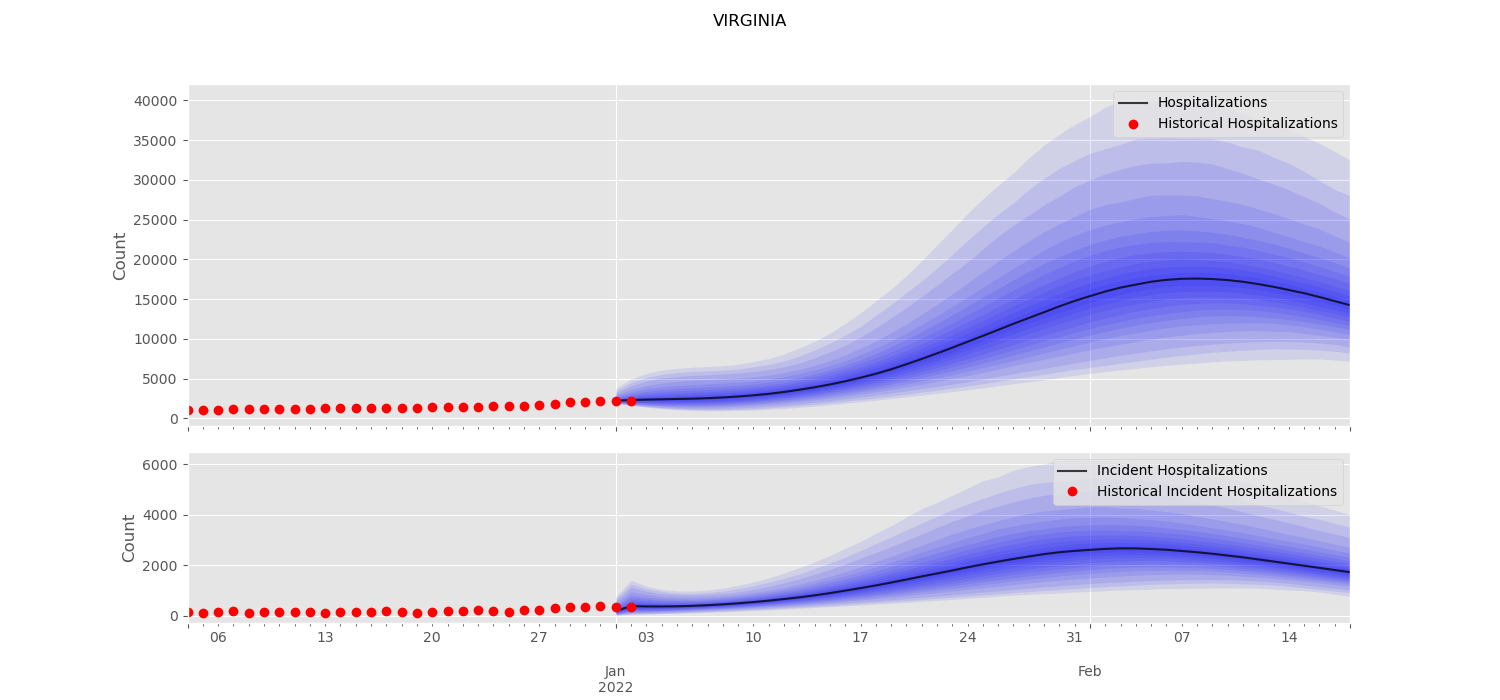 VIRGINIA
Count
40000
35000
30000
25000
20000
15000
10000
5000
0
Hospitalizations
Historical Hospitalizations
Count
6000
4000
2000
0
Incident Hospitalizations
Historical Incident Hospitalizations
06 13 20 27 03 10 17 24 31 07 14
Jan Feb
2022